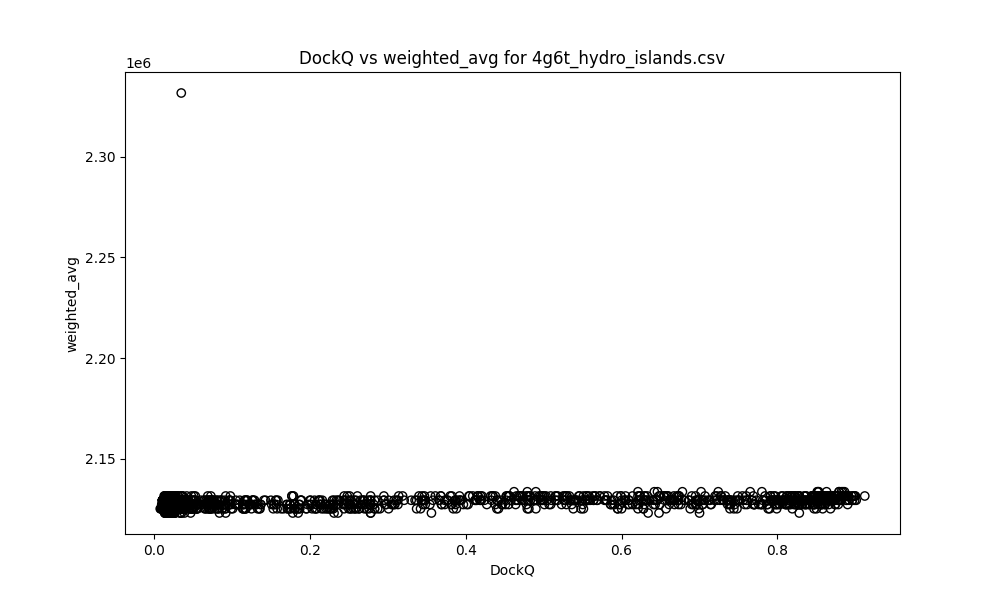 DockQ vs weighted_avg for 4g6t_hydro_islands.csv
1e6
2.30
2.25
2.20
2.15
weighted_avg
0.0 0.2 0.4 0.6 0.8
DockQ